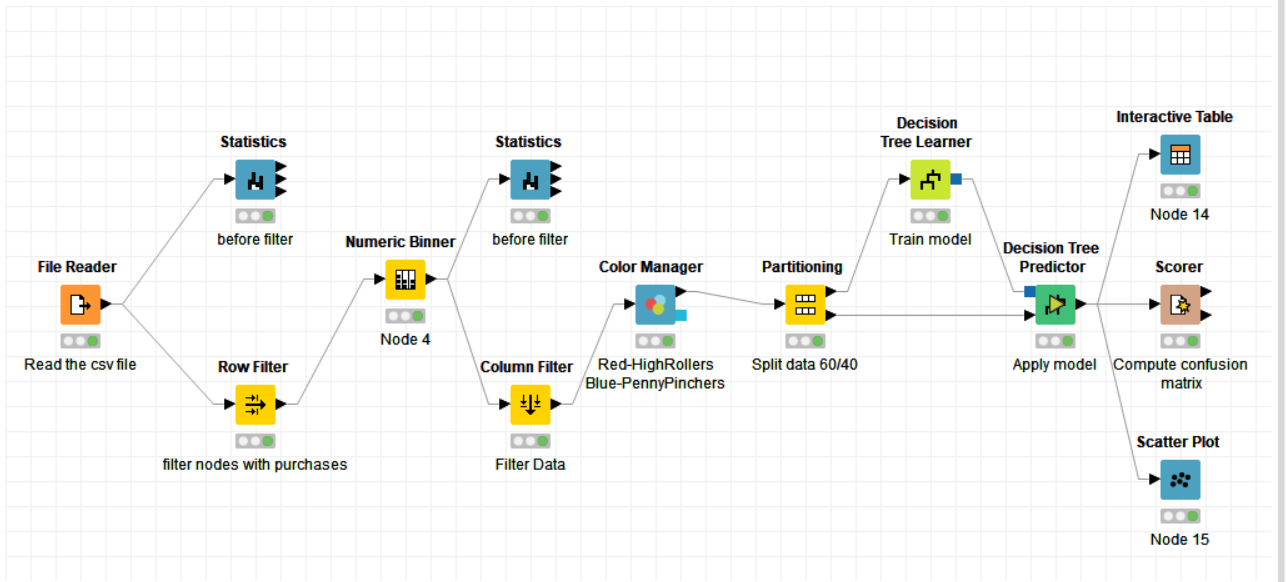 Statistics
before filter
Statistics
before filter
Decision
Tree Learner
Train model
Interactive Table
Node 14
File Reader
Read the csv file
Numeric Binner
Node 4
Color Manager
Red-HighRollers
Blue-PennyPinchers
Partitioning
Split data 60/40
Decision Tree
Predictor
Apply model
Scorer
Compute confusion
matrix
Row Filter
filter nodes with purchases
Column Filter
Filter Data
Scatter Plot
Node 15